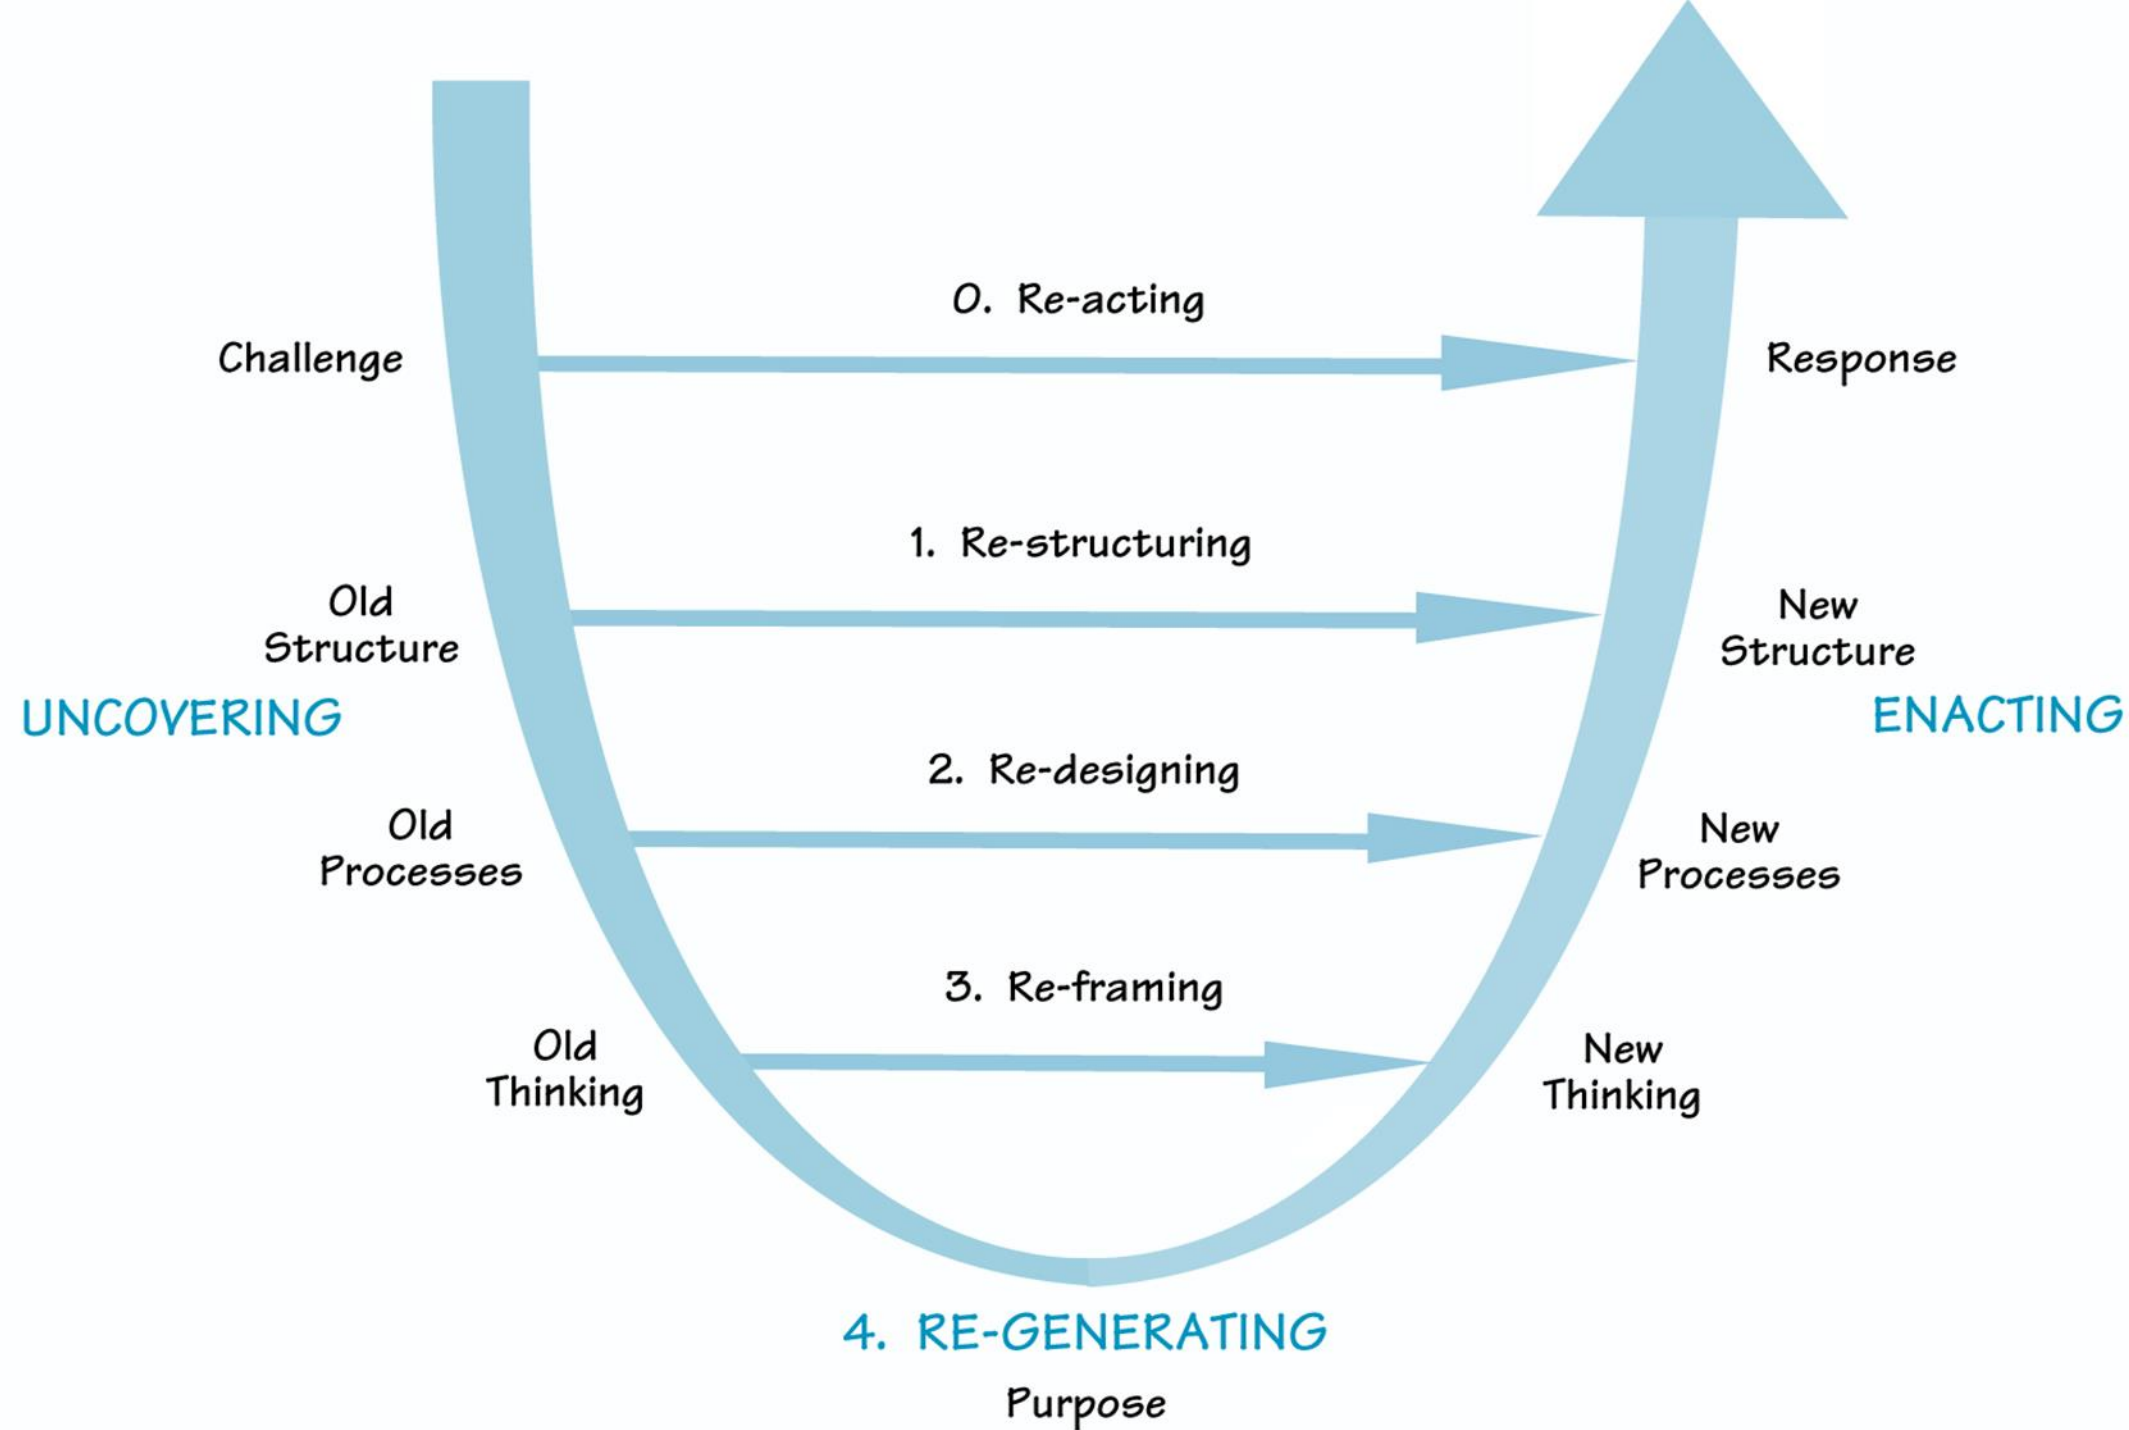 0. Re-acting
Challenge
Response
1. Re-structuring
Old
Structure
New
Structure
UNCOVERING
ENACTING
2. Re-designing
Old
Processes
New
Processes
3. Re-framing
Old
Thinking
New
Thinking
4. RE-GENERATING
Purpose